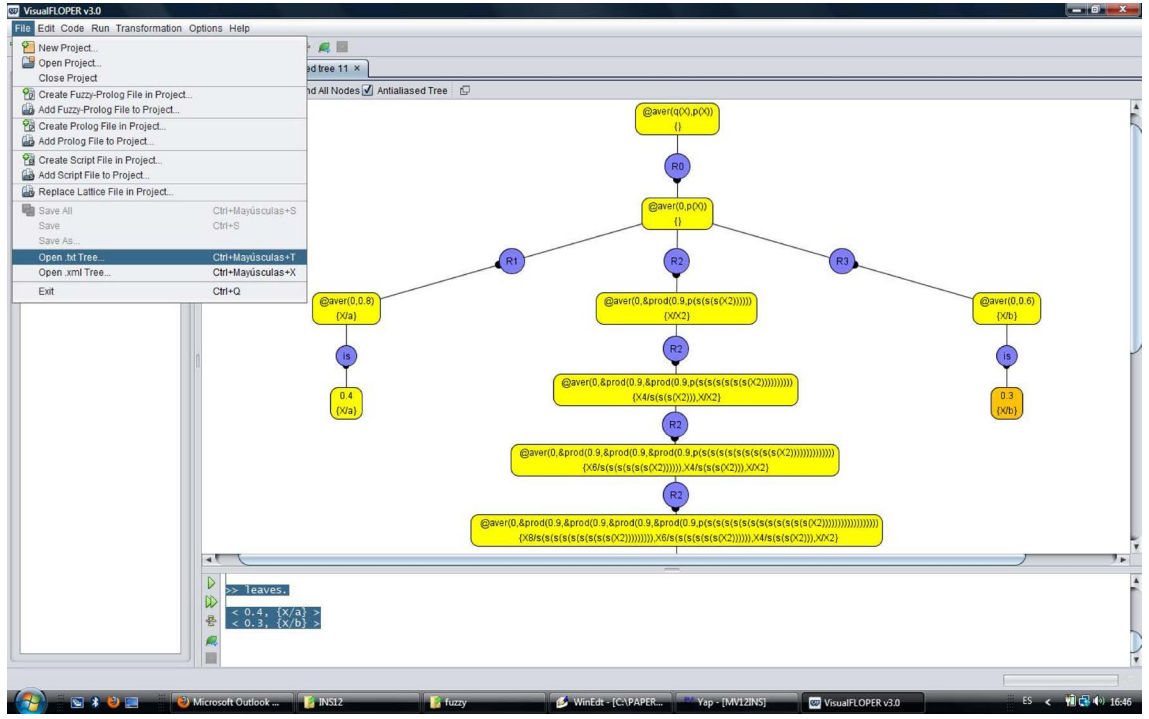 VisualFLOPER v3.0
File Edit Code Run Transformation Options Help
New Project...
Open Project...
Close Project
Create Fuzzy-Prolog File in Project...
Add Fuzzy-Prolog File to Project...
Create Prolog File in Project...
Add Prolog File to Project...
Create Script File in Project...
Add Script File to Project...
Replace Lattice File in Project...
Save All Ctrl+Mayúsculas+S
Save Ctrl+S
Save As...
Open .txt Tree... Ctrl+Mayúsculas+T
Open .xml Tree... Ctrl+Mayúsculas+X
Exit Ctrl+Q
ed tree 11 ×
nd All Nodes Antialiased Tree
@aver(q(X),p(X))
{}
R0
@aver(0,p(X))
{}
R1 R2 R3
@aver(0,0.8)
{X/a}
@aver(0,&prod(0.9,p(s(s(s(X2))))))
{X/X2}
@aver(0,0.6)
{X/b}
is R2 is
0.4
{X/a}
@aver(0,&prod(0.9,&prod(0.9,p(s(s(s(s(s(s(X2))))))))))
{X4/s(s(s(X2))),X/X2}
0.3
{X/b}
R2
@aver(0,&prod(0.9,&prod(0.9,&prod(0.9,p(s(s(s(s(s(s(s(s(s(X2))))))))))))))
{X6/s(s(s(s(s(s(X2)))))),X4/s(s(s(X2))),X/X2}
R2
@aver(0,&prod(0.9,&prod(0.9,&prod(0.9,&prod(0.9,p(s(s(s(s(s(s(s(s(s(s(s(s(X2))))))))))))))))))
{X8/s(s(s(s(s(s(s(s(s(X2))))))))),X6/s(s(s(s(s(s(X2)))))),X4/s(s(s(X2))),X/X2}
>> leaves.
< 0.4, {X/a} >
< 0.3, {X/b} >
Microsoft Outlook ... INS12 fuzzy WinEdt - [C:\PAPER... Yap - [MV12INS] VisualFLOPER v3.0 ES < 16:46